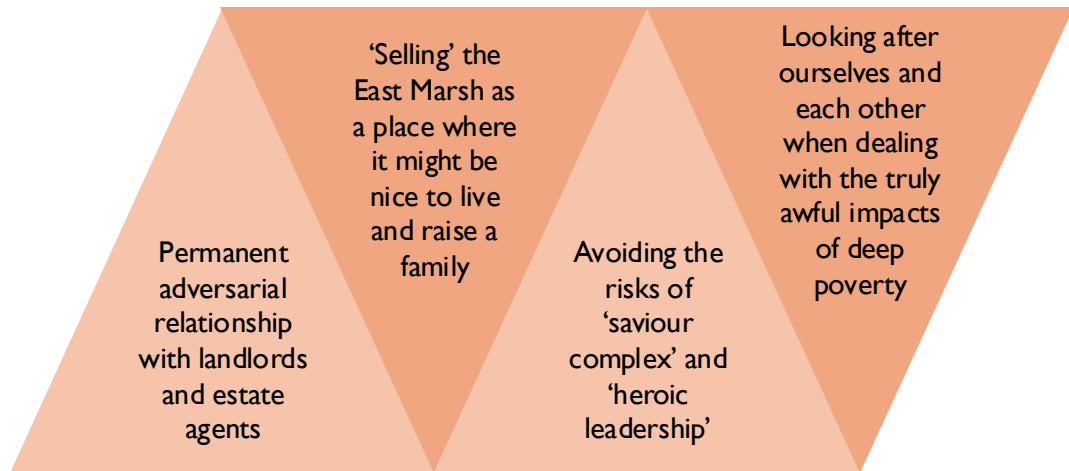 Permanent
adversarial
relationship
with landlords
and estate
agents
‘Selling’ the
East Marsh as
a place where
it might be
nice to live
and raise a
family
Avoiding the
risks of
‘saviour
complex’ and
‘heroic
leadership’
Looking after
ourselves and
each other
when dealing
with the truly
awful impacts
of deep
poverty